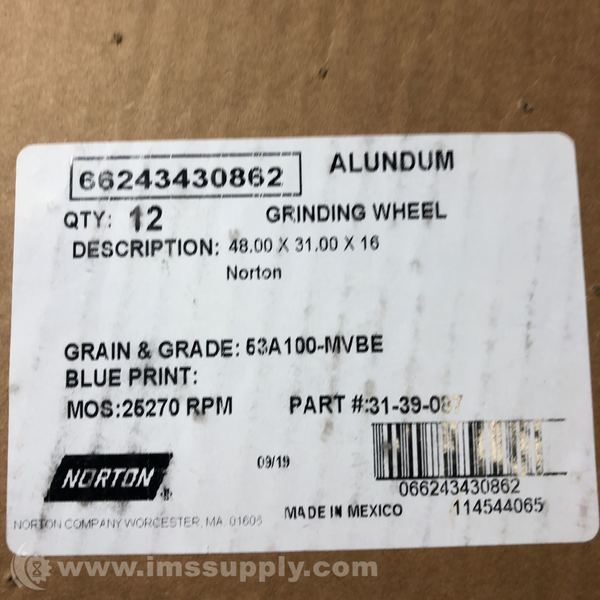 66243430862
ALUNDUM
QTY: 12
GRINDING WHEEL
DESCRIPTION: 48.00 X 31.00 X 16
Norton
GRAIN & GRADE: 53A100-MVBE
BLUE PRINT:
MOS:25270 RPM
PART #:31-39-087
09/19
NORTON
®
066243430862
MADE IN MEXICO
114544065
NORTON COMPANY WORCESTER, MA. 01606
www.imssupply.com